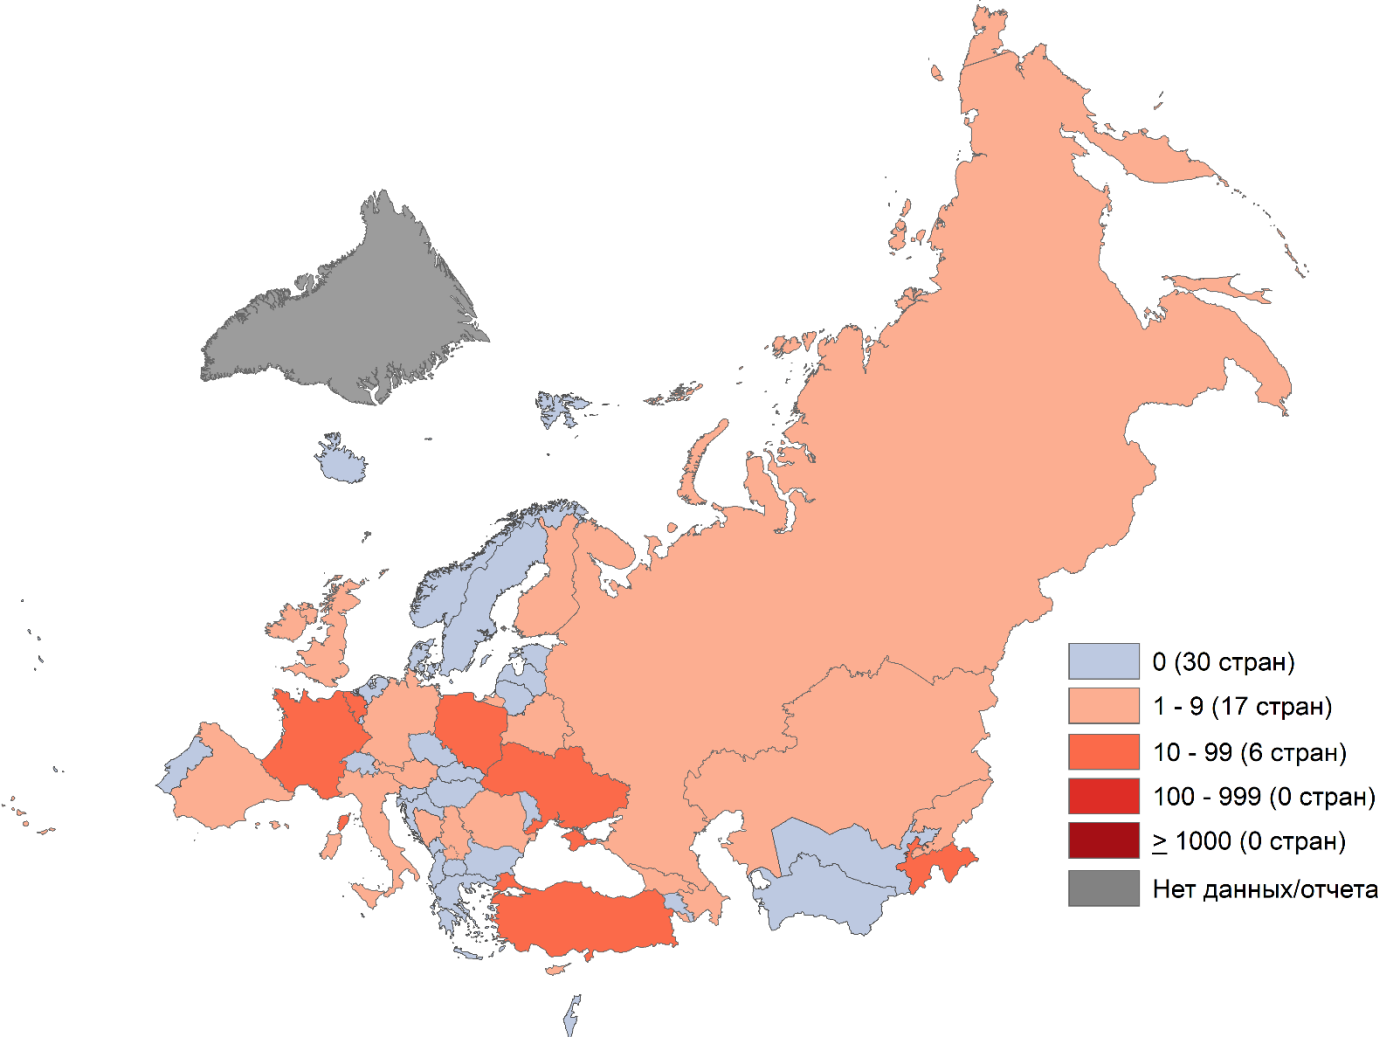 0 (30 стран)
1 - 9 (17 стран)
10 - 99 (6 стран)
100 - 999 (0 стран)
≥ 1000 (0 стран)
Нет данных/отчета